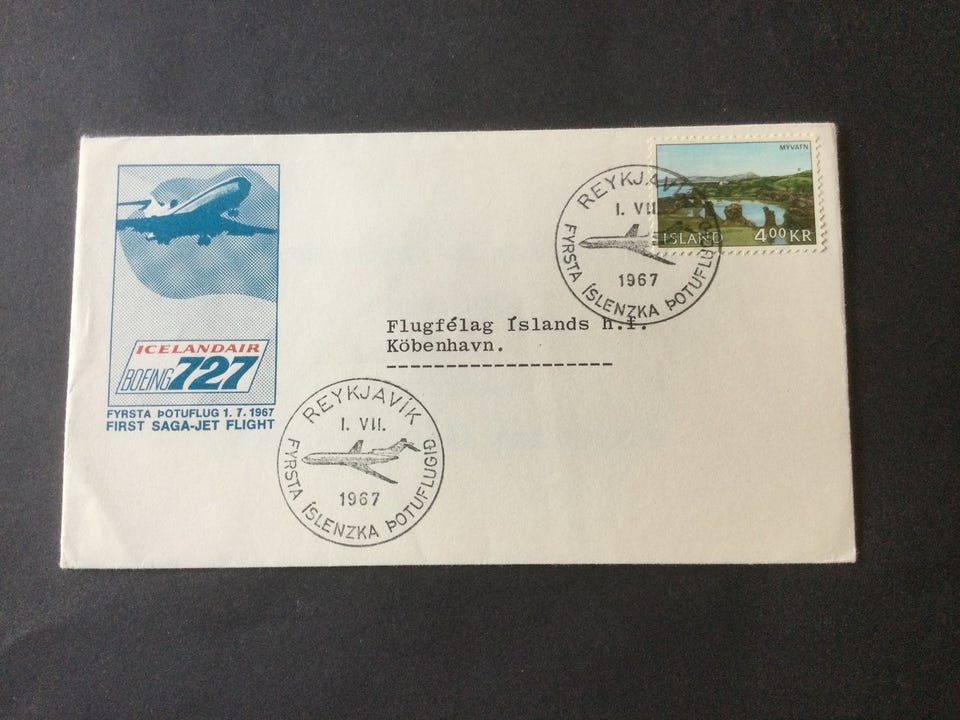 MÝVATN
ÍSLAND 4.00 KR
REYKJAVÍK
I. VII.
1967
FYRSTA ÍSLENZKA ÞOTUFLUGIÐ
Flugfélag Íslands h.f.
Köbenhavn.
ICELANDAIR
BOEING 727
FYRSTA ÞOTUFLUG 1. 7. 1967
FIRST SAGA-JET FLIGHT
REYKJAVÍK
I. VII.
1967
FYRSTA ÍSLENZKA ÞOTUFLUGIÐ